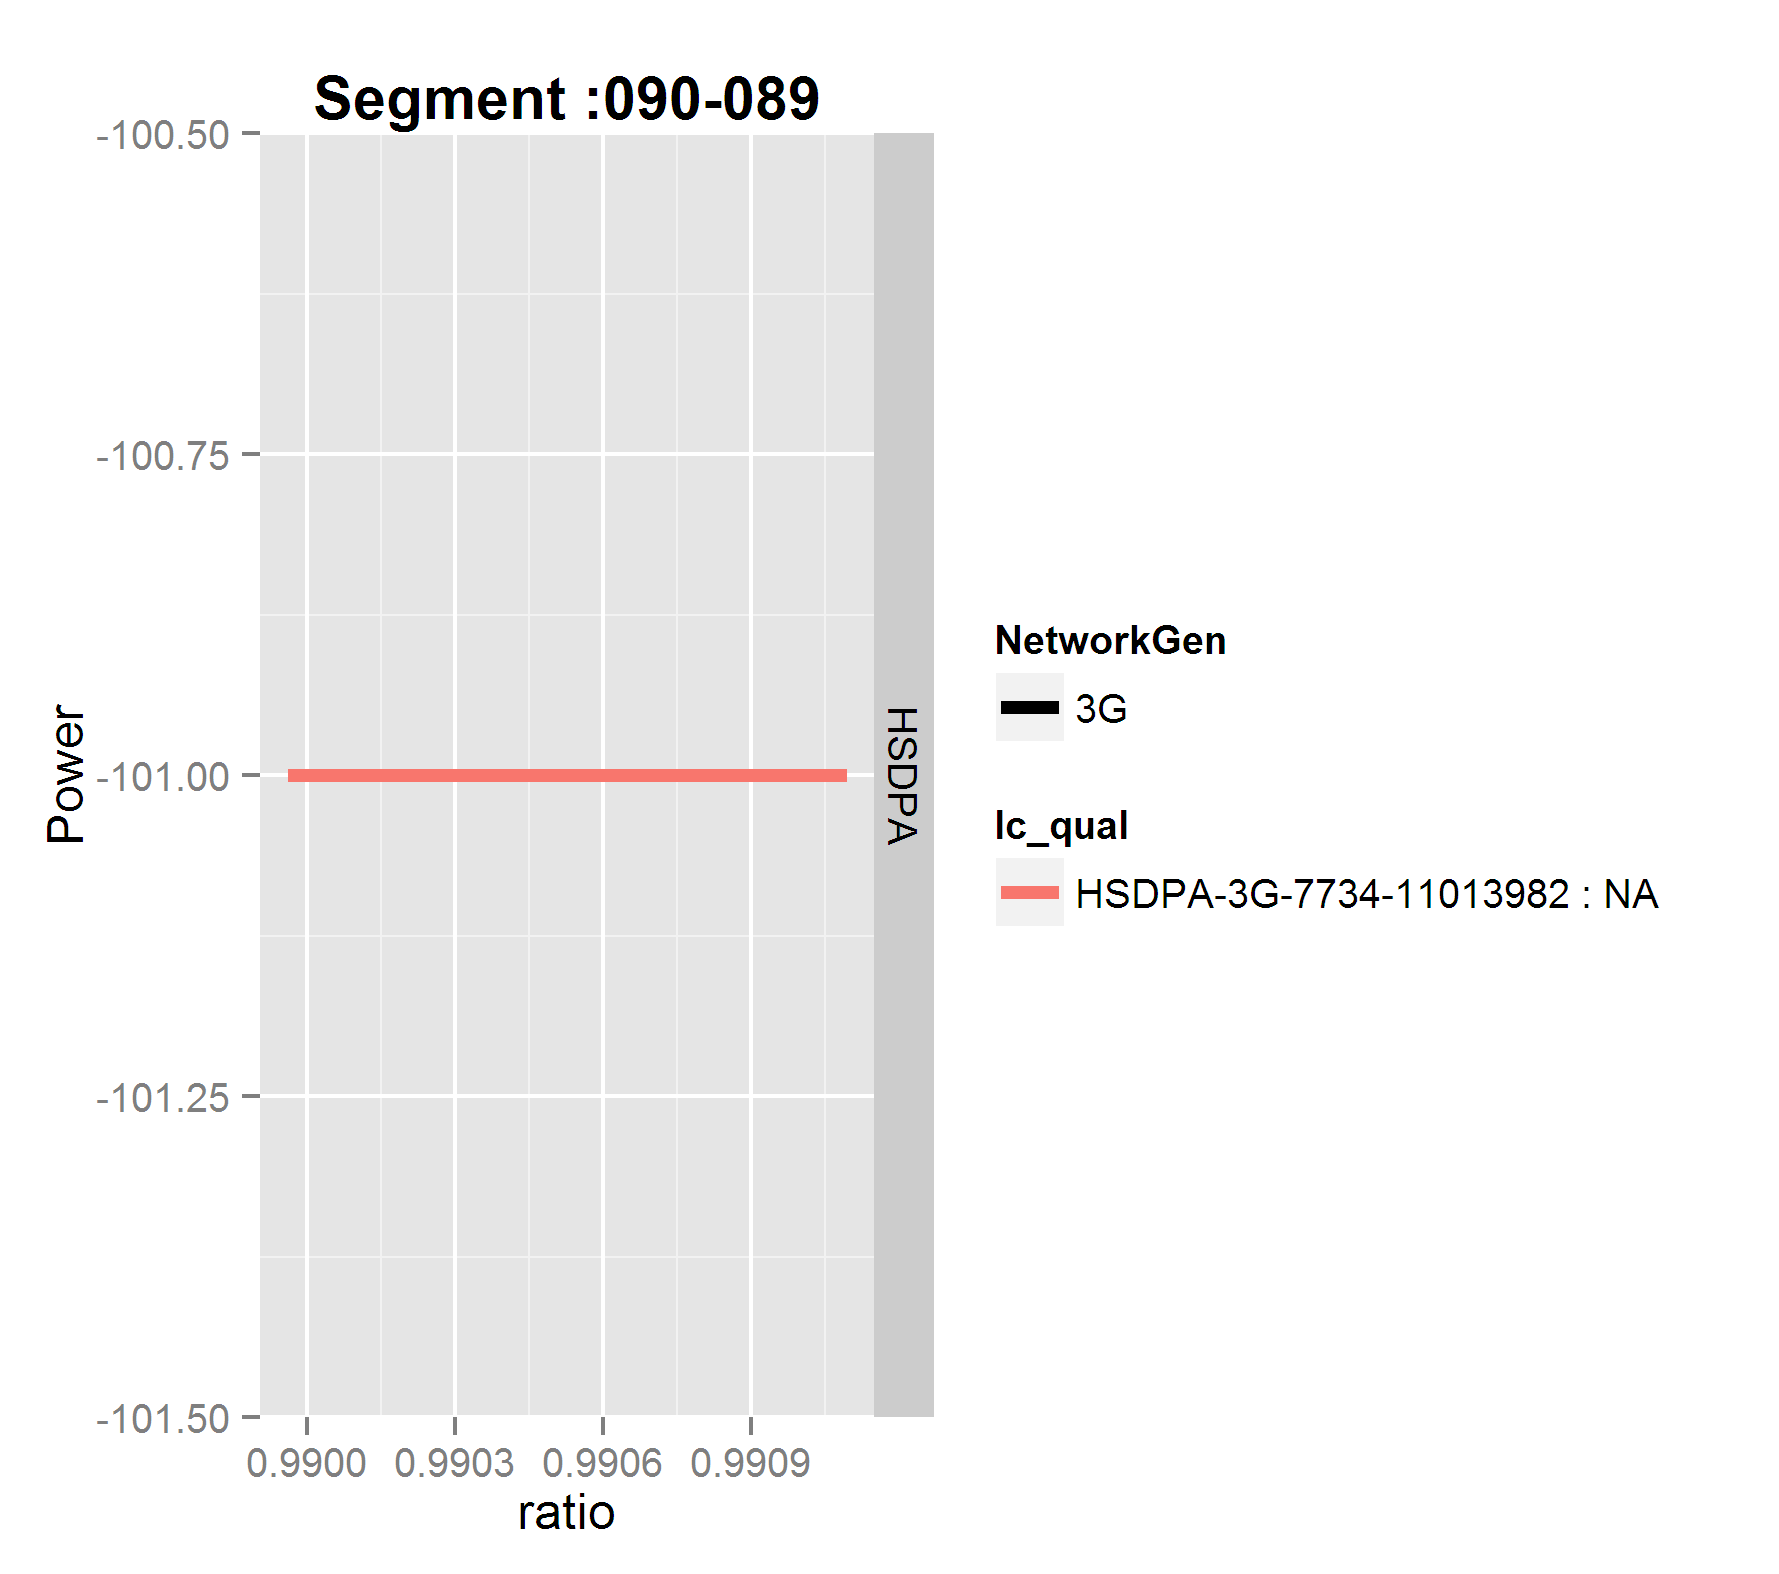 Segment :090-089
-100.50
-100.75
-101.00
-101.25
-101.50
Power
HSDPA
0.9900 0.9903 0.9906 0.9909
ratio
NetworkGen
3G
lc_qual
HSDPA-3G-7734-11013982 : NA